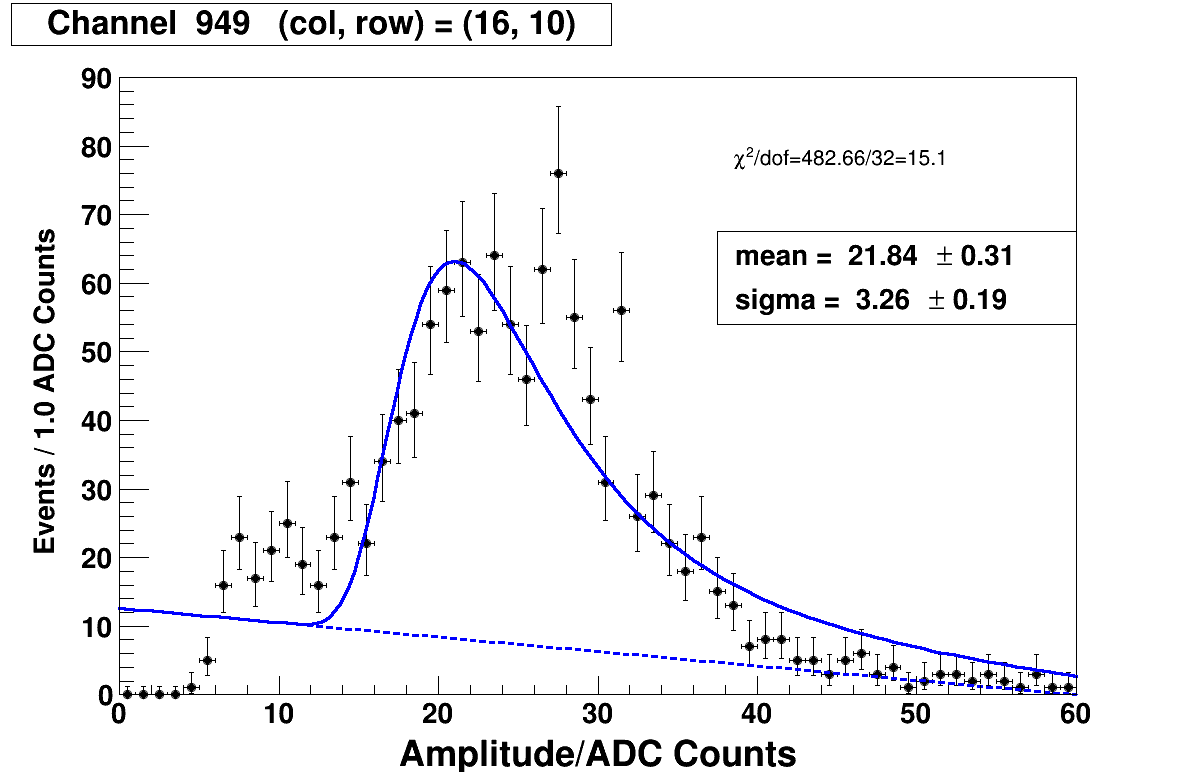 Channel 949 (col, row) = (16, 10)
90
80
70
60
50
40
30
20
10
0
Events / 1.0 ADC Counts
χ²/dof=482.66/32=15.1
mean = 21.84 ± 0.31
sigma = 3.26 ± 0.19
0 10 20 30 40 50 60
Amplitude/ADC Counts